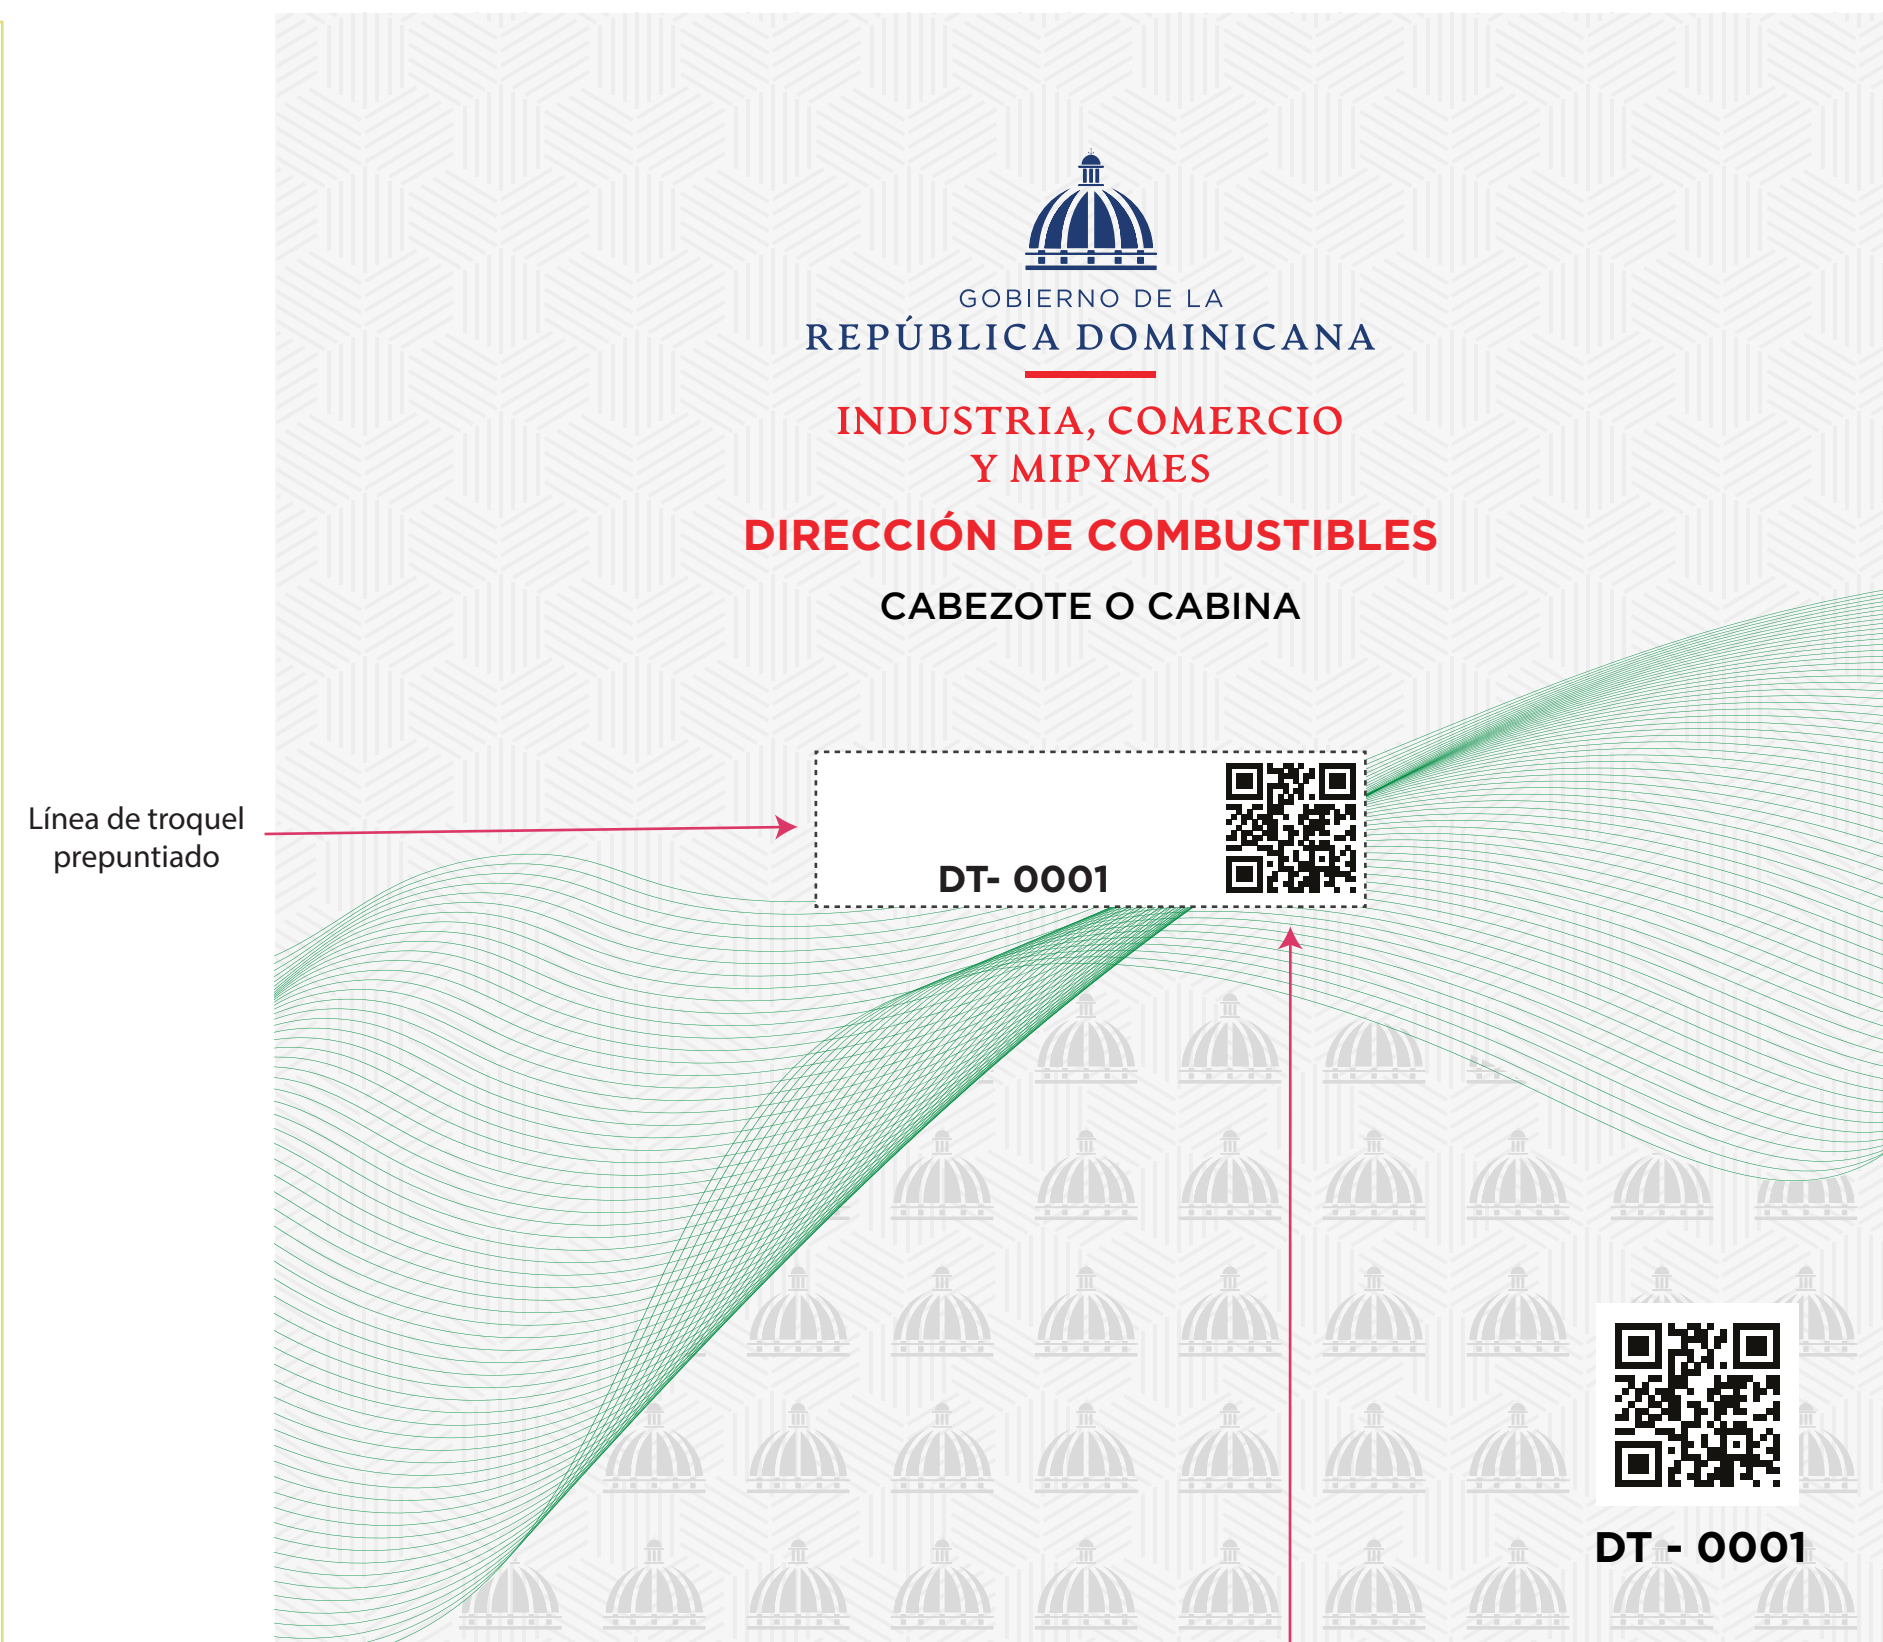 GOBIERNO DE LA
REPÚBLICA DOMINICANA
INDUSTRIA, COMERCIO
Y MIPYMES
DIRECCIÓN DE COMBUSTIBLES
CABEZOTE O CABINA
Línea de troquel
prepuntiado
DT- 0001
DT - 0001